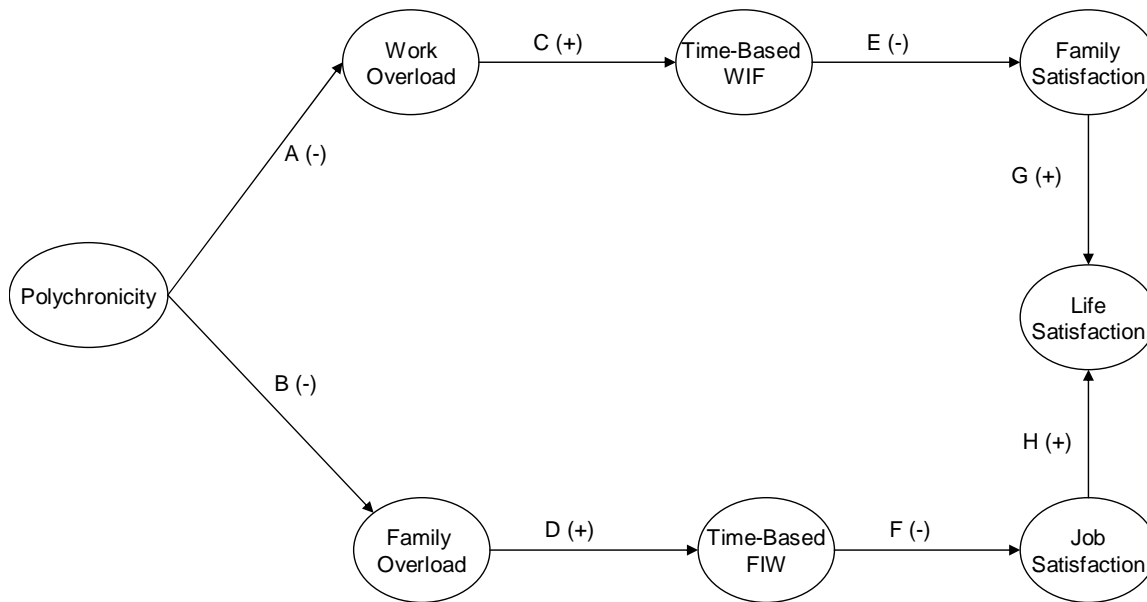 Work
Overload
C (+)
Time-Based
WIF
E (-)
Family
Satisfaction
A (-)
G (+)
Polychronicity
Life
Satisfaction
B (-)
H (+)
Family
Overload
D (+)
Time-Based
FIW
F (-)
Job
Satisfaction